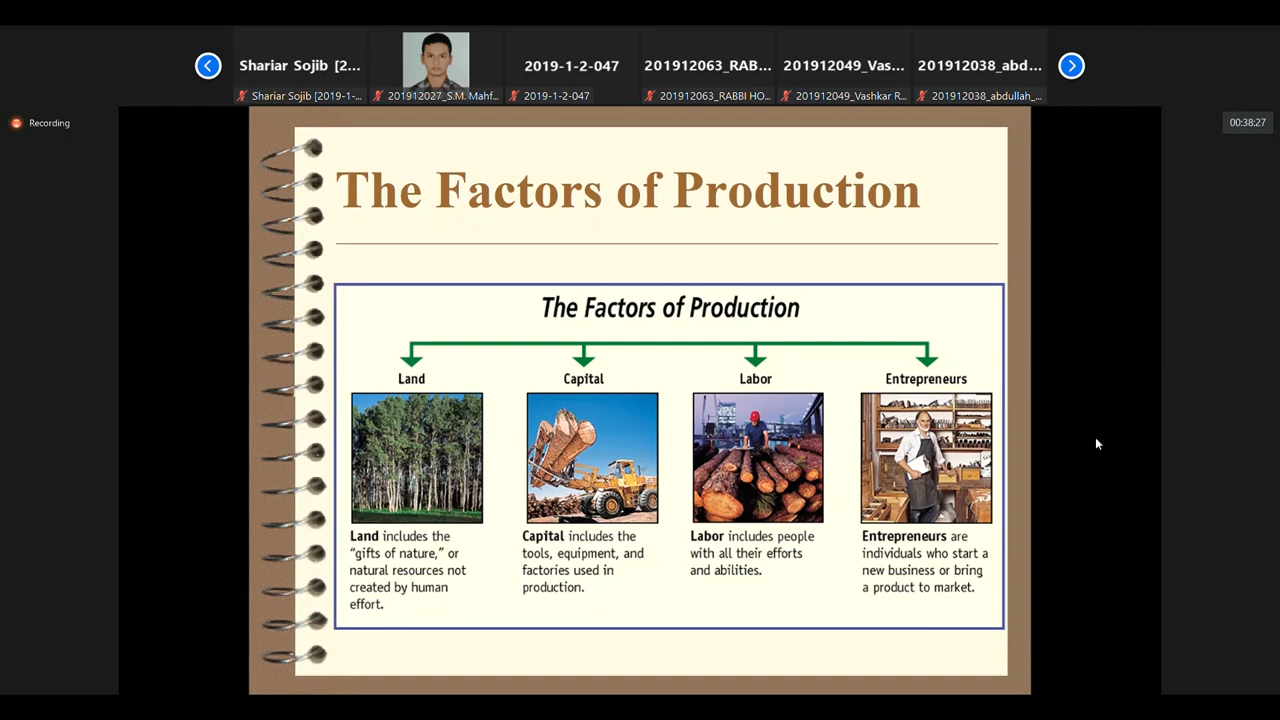 Shariar Sojib [2...
2019-1-2-047
201912063_RAB...
201912049_Vas...
201912038_abd...
Shariar Sojib [2019-1-...
201912027_S.M. Mahf...
2019-1-2-047
201912063_RABBI HO...
201912049_Vashkar R...
201912038_abdullah_...
Recording
00:38:27
The Factors of Production
The Factors of Production
Land
Capital
Labor
Entrepreneurs
Land includes the
"gifts of nature," or
natural resources not
created by human
effort.
Capital includes the
tools, equipment, and
factories used in
production.
Labor includes people
with all their efforts
and abilities.
Entrepreneurs are
individuals who start a
new business or bring
a product to market.